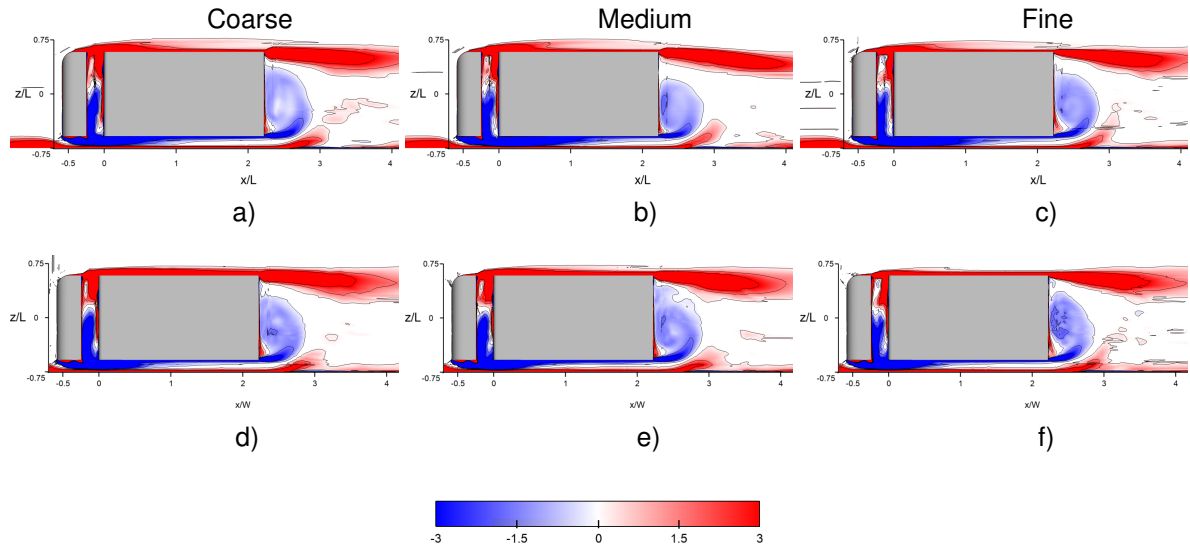 Coarse Medium Fine
0.75 0.75 0.75
z/L 0 z/L 0 z/L 0
-0.75 -0.75 -0.75
-0.5 0 1 2 3 4 -0.5 0 1 2 3 4 -0.5 0 1 2 3 4
x/L x/L x/L
a) b) c)
0.75 0.75 0.75
z/L 0 z/L 0 z/L 0
-0.75 -0.75 -0.75
-0.5 0 1 2 3 4 -0.5 0 1 2 3 4 -0.5 0 1 2 3 4
x/W x/W x/W
d) e) f)
-3 -1.5 0 1.5 3